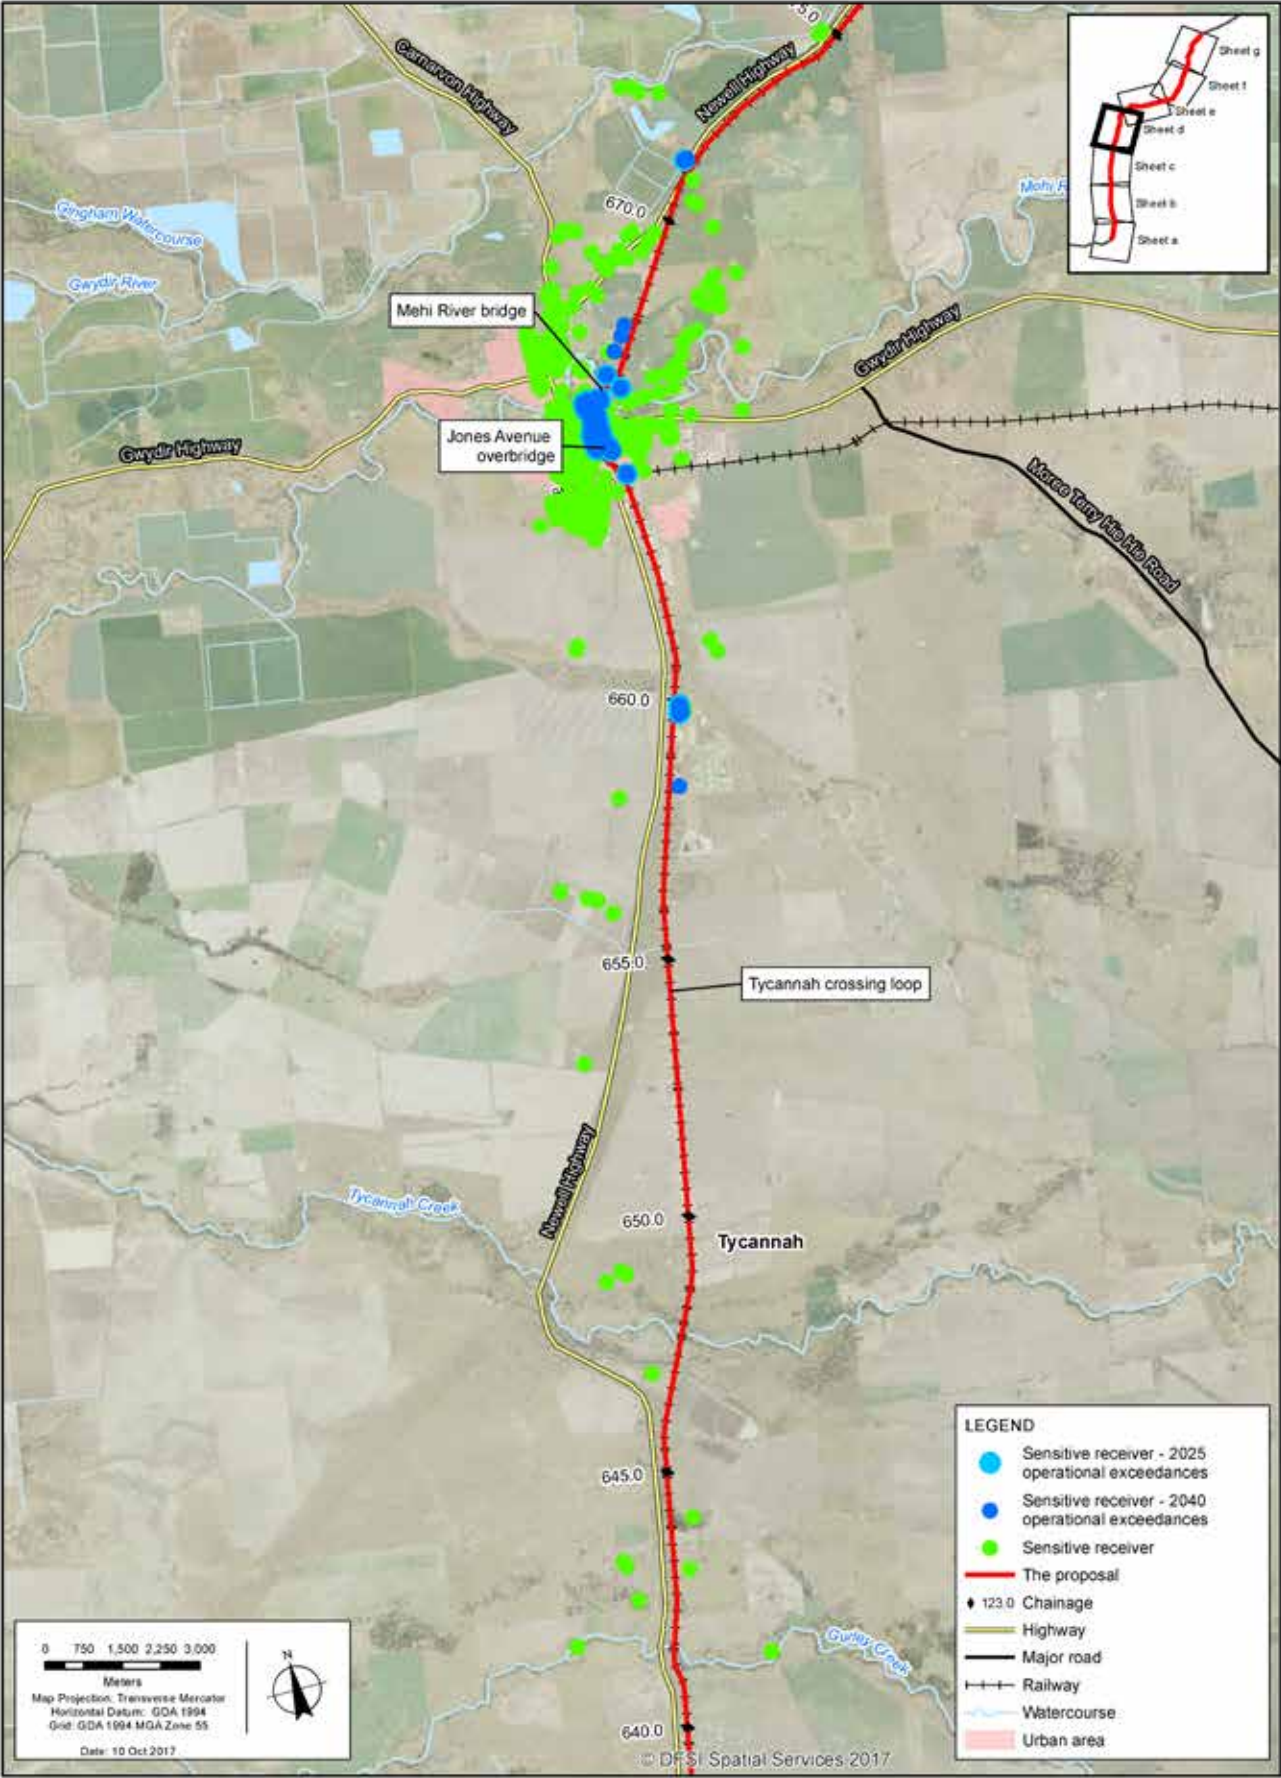 75.0
Carnarvon Highway
Newell Highway
Sheet g
Sheet f
Sheet e
Sheet d
Sheet c
Sheet b
Sheet a
Gingham Watercourse
Gwydir River
670.0
Mehi River bridge
Gwydir Highway
Gwydir Highway
Jones Avenue
overbridge
Moree Terry Hie Hie Road
660.0
655.0
Tycannah crossing loop
Newell Highway
Tycannah Creek
650.0
Tycannah
645.0
Gurley Creek
640.0
LEGEND
Sensitive receiver - 2025
operational exceedances
Sensitive receiver - 2040
operational exceedances
Sensitive receiver
The proposal
123.0 Chainage
Highway
Major road
Railway
Watercourse
Urban area
0 750 1,500 2,250 3,000
Meters
Map Projection: Transverse Mercator
Horizontal Datum: GDA 1994
Grid: GDA 1994 MGA Zone 55
Date: 10 Oct 2017
N
© DFSI Spatial Services 2017